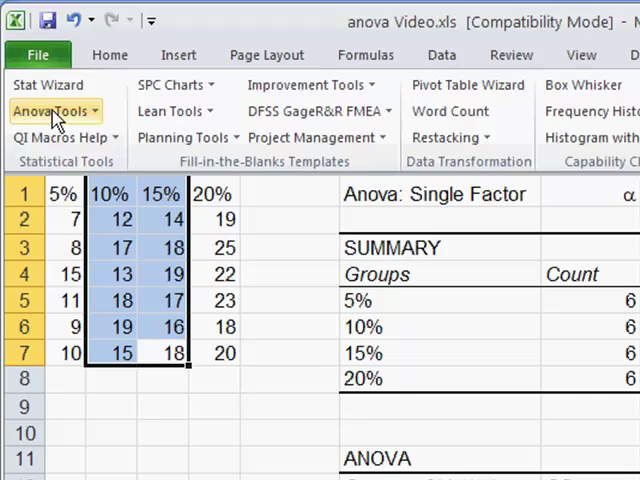 anova Video.xls [Compatibility Mode] - M
File Home Insert Page Layout Formulas Data Review View
Stat Wizard SPC Charts Improvement Tools Pivot Table Wizard Box Whisker
Anova Tools Lean Tools DFSS GageR&R FMEA Word Count Frequency Histo
QI Macros Help Planning Tools Project Management Restacking Histogram with
Statistical Tools Fill-in-the-Blanks Templates Data Transformation Capability C
1 5% 10% 15% 20% Anova: Single Factor α
2 7 12 14 19
3 8 17 18 25 SUMMARY
4 15 13 19 22 Groups Count
5 11 18 17 23 5% 6
6 9 19 16 18 10% 6
7 10 15 18 20 15% 6
8 20% 6
9
10
11 ANOVA